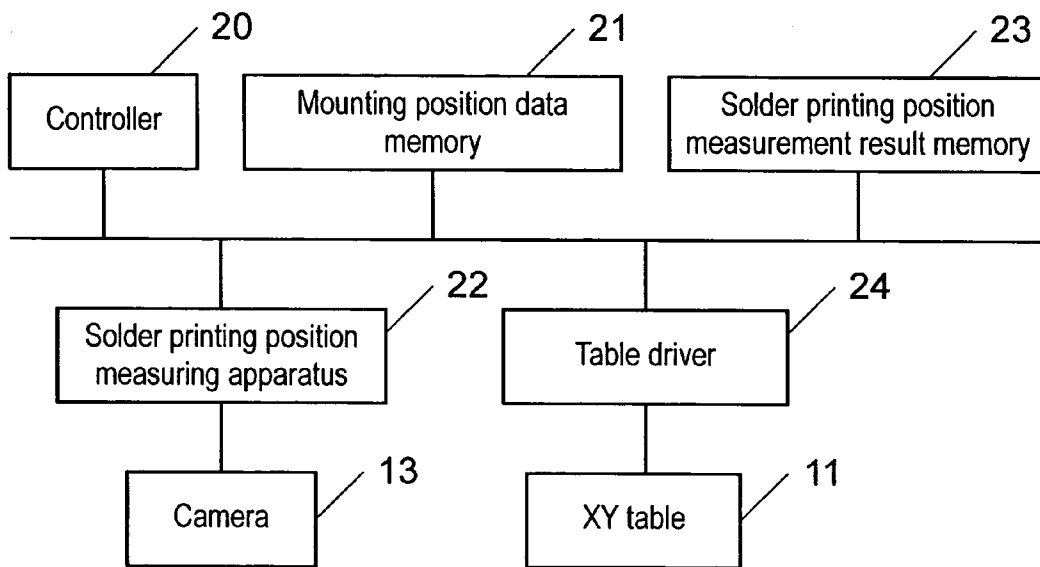 20
21
23
Controller
Mounting position data
memory
Solder printing position
measurement result memory
22
24
Solder printing position
measuring apparatus
Table driver
13
11
Camera
XY table